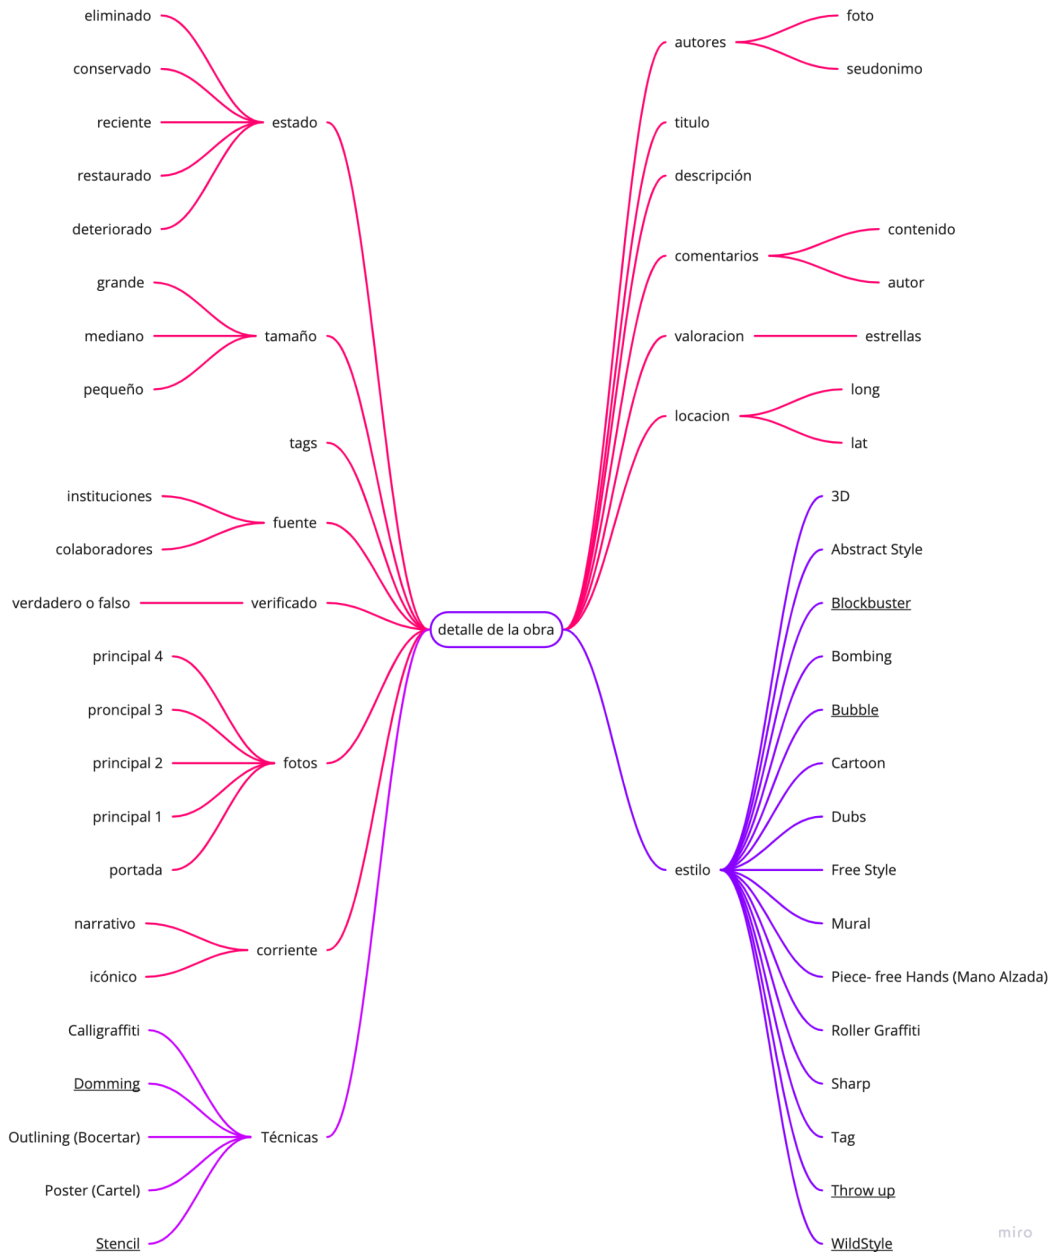 detalle de la obra
estado
eliminado
conservado
reciente
restaurado
deteriorado
tamaño
grande
mediano
pequeño
tags
fuente
instituciones
colaboradores
verificado
verdadero o falso
fotos
principal 4
proncipal 3
principal 2
principal 1
portada
corriente
narrativo
icónico
Técnicas
Calligraffiti
Domming
Outlining (Bocertar)
Poster (Cartel)
Stencil
autores
foto
seudonimo
titulo
descripción
comentarios
contenido
autor
valoracion
estrellas
locacion
long
lat
estilo
3D
Abstract Style
Blockbuster
Bombing
Bubble
Cartoon
Dubs
Free Style
Mural
Piece- free Hands (Mano Alzada)
Roller Graffiti
Sharp
Tag
Throw up
WildStyle
miro